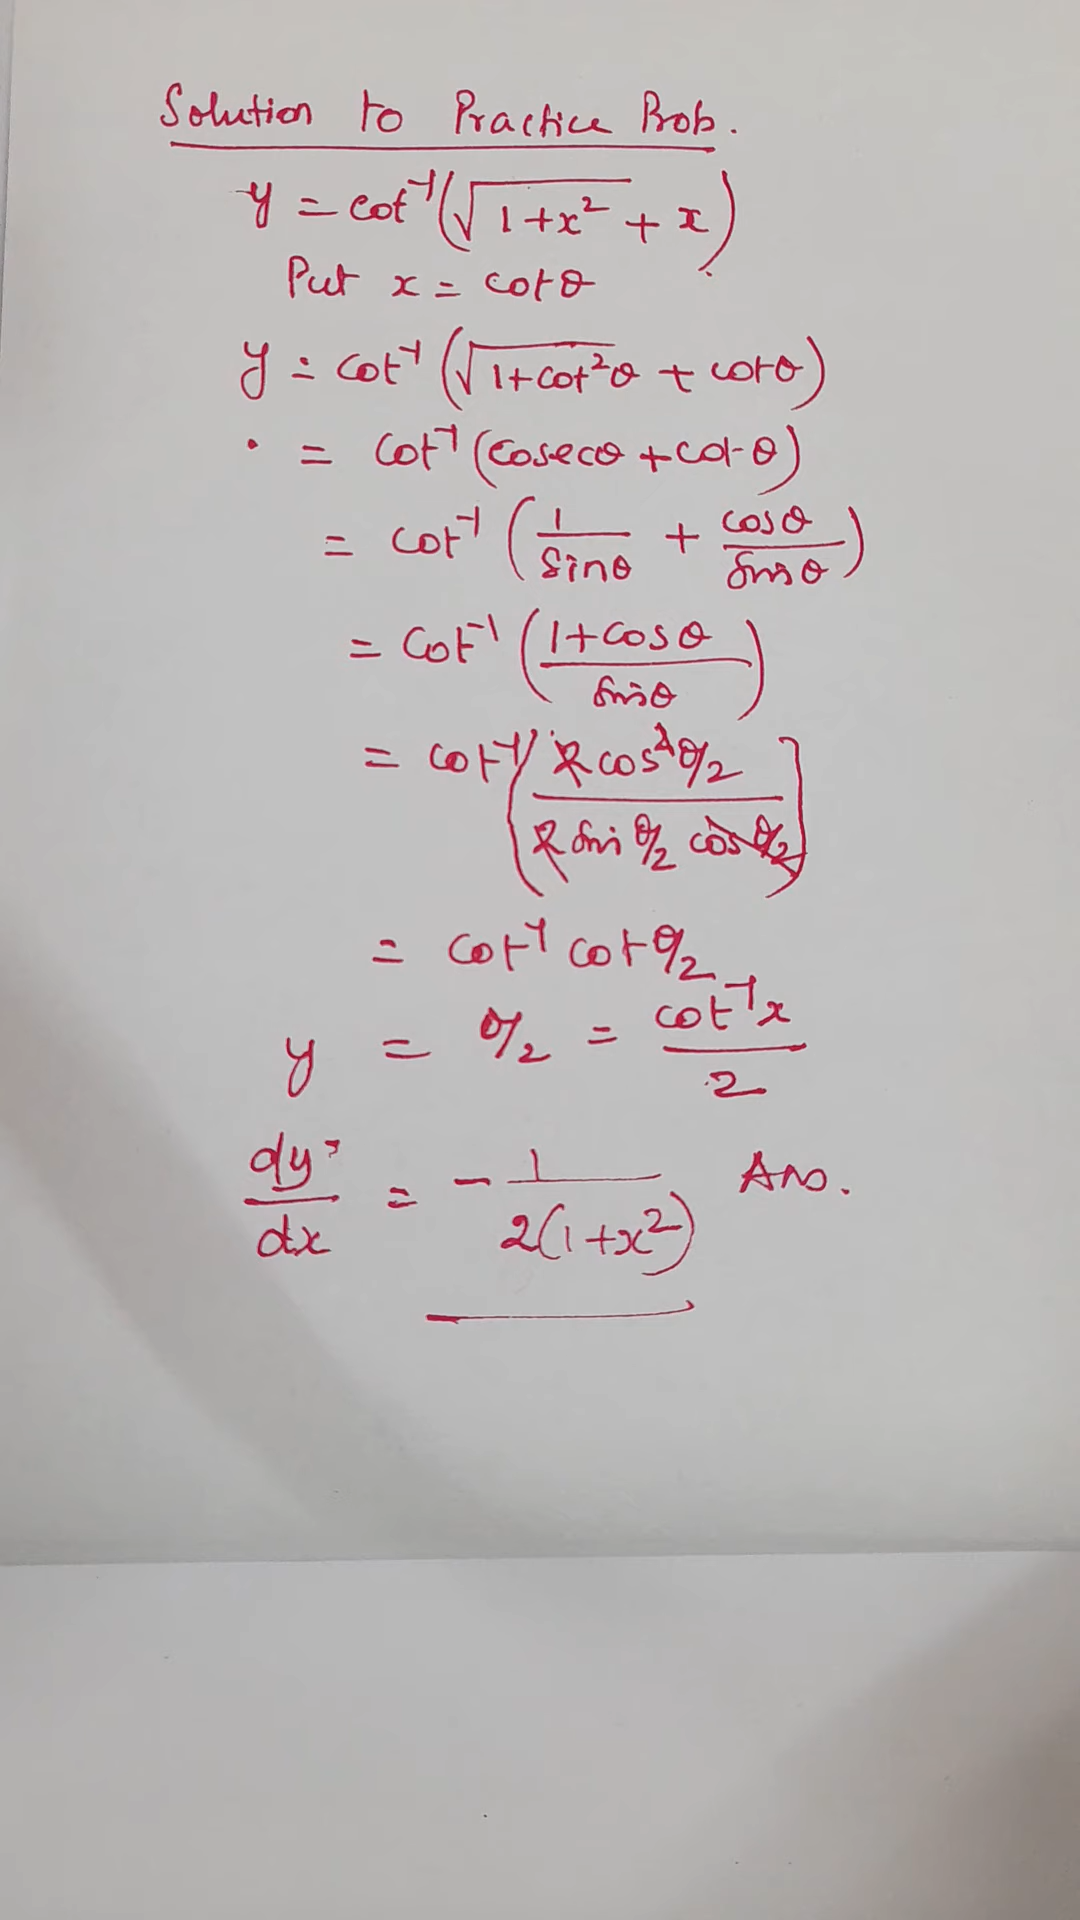 Solution to Practice Prob.
y = cot⁻¹(√(1+x²) + x)
Put x = cotθ
y = cot⁻¹(√(1+cot²θ) + cotθ)
= cot⁻¹(cosecθ + cotθ)
= cot⁻¹(1/sinθ + cosθ/sinθ)
= cot⁻¹((1+cosθ)/sinθ)
= cot⁻¹(2cos²θ/2 / 2sinθ/2 cosθ/2)
= cot⁻¹ cotθ/2
y = θ/2 = cot⁻¹x/2
dy/dx = -1/2(1+x²) Ans.